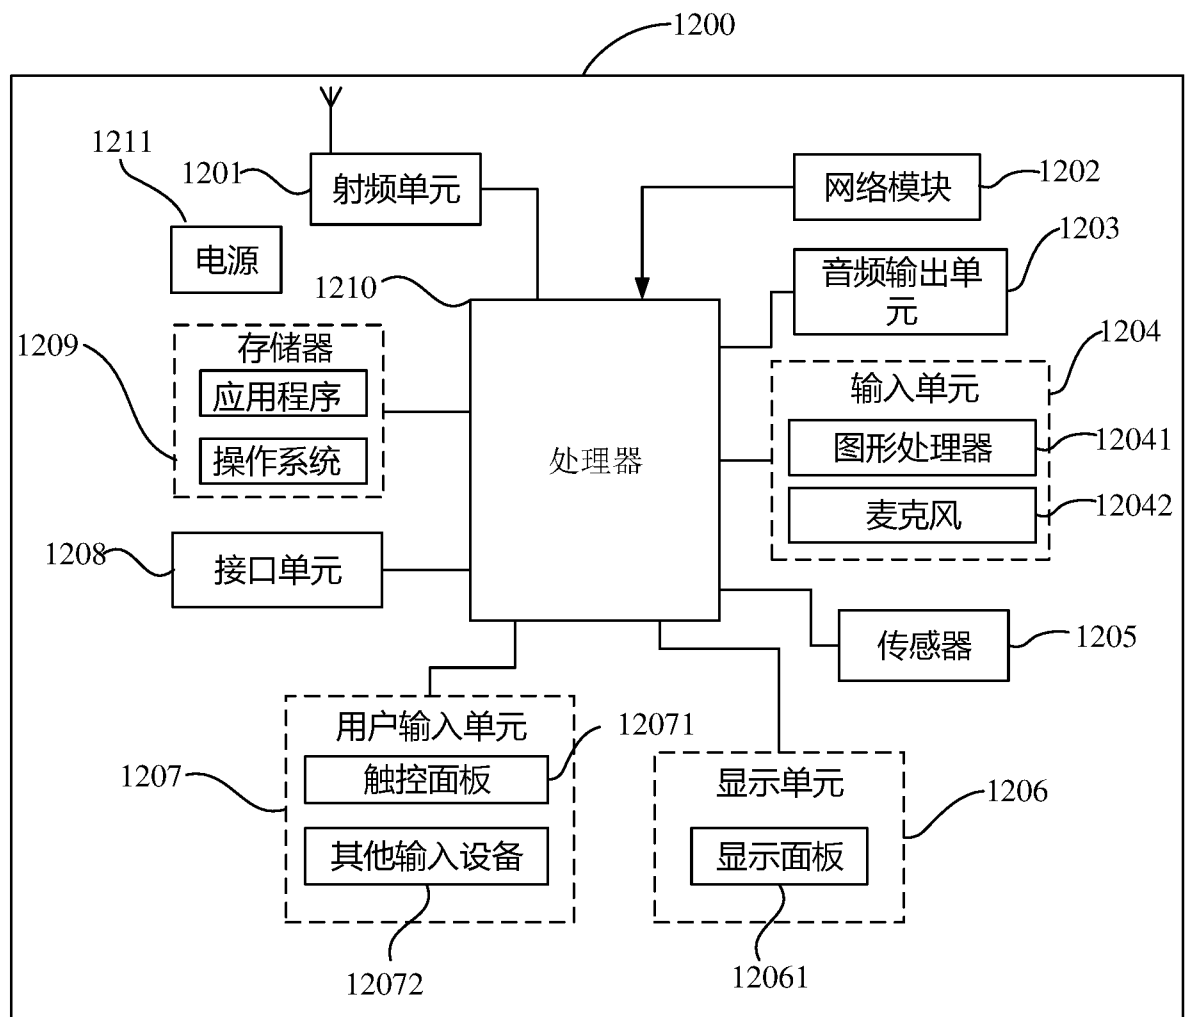 1200
1211
1201
射频单元
网络模块
1202
电源
1203
音频输出单
元
1210
1209
存储器
应用程序
操作系统
处理器
1204
输入单元
图形处理器
12041
麦克风
12042
1208
接口单元
传感器
1205
用户输入单元
12071
触控面板
1207
其他输入设备
12072
显示单元
1206
显示面板
12061